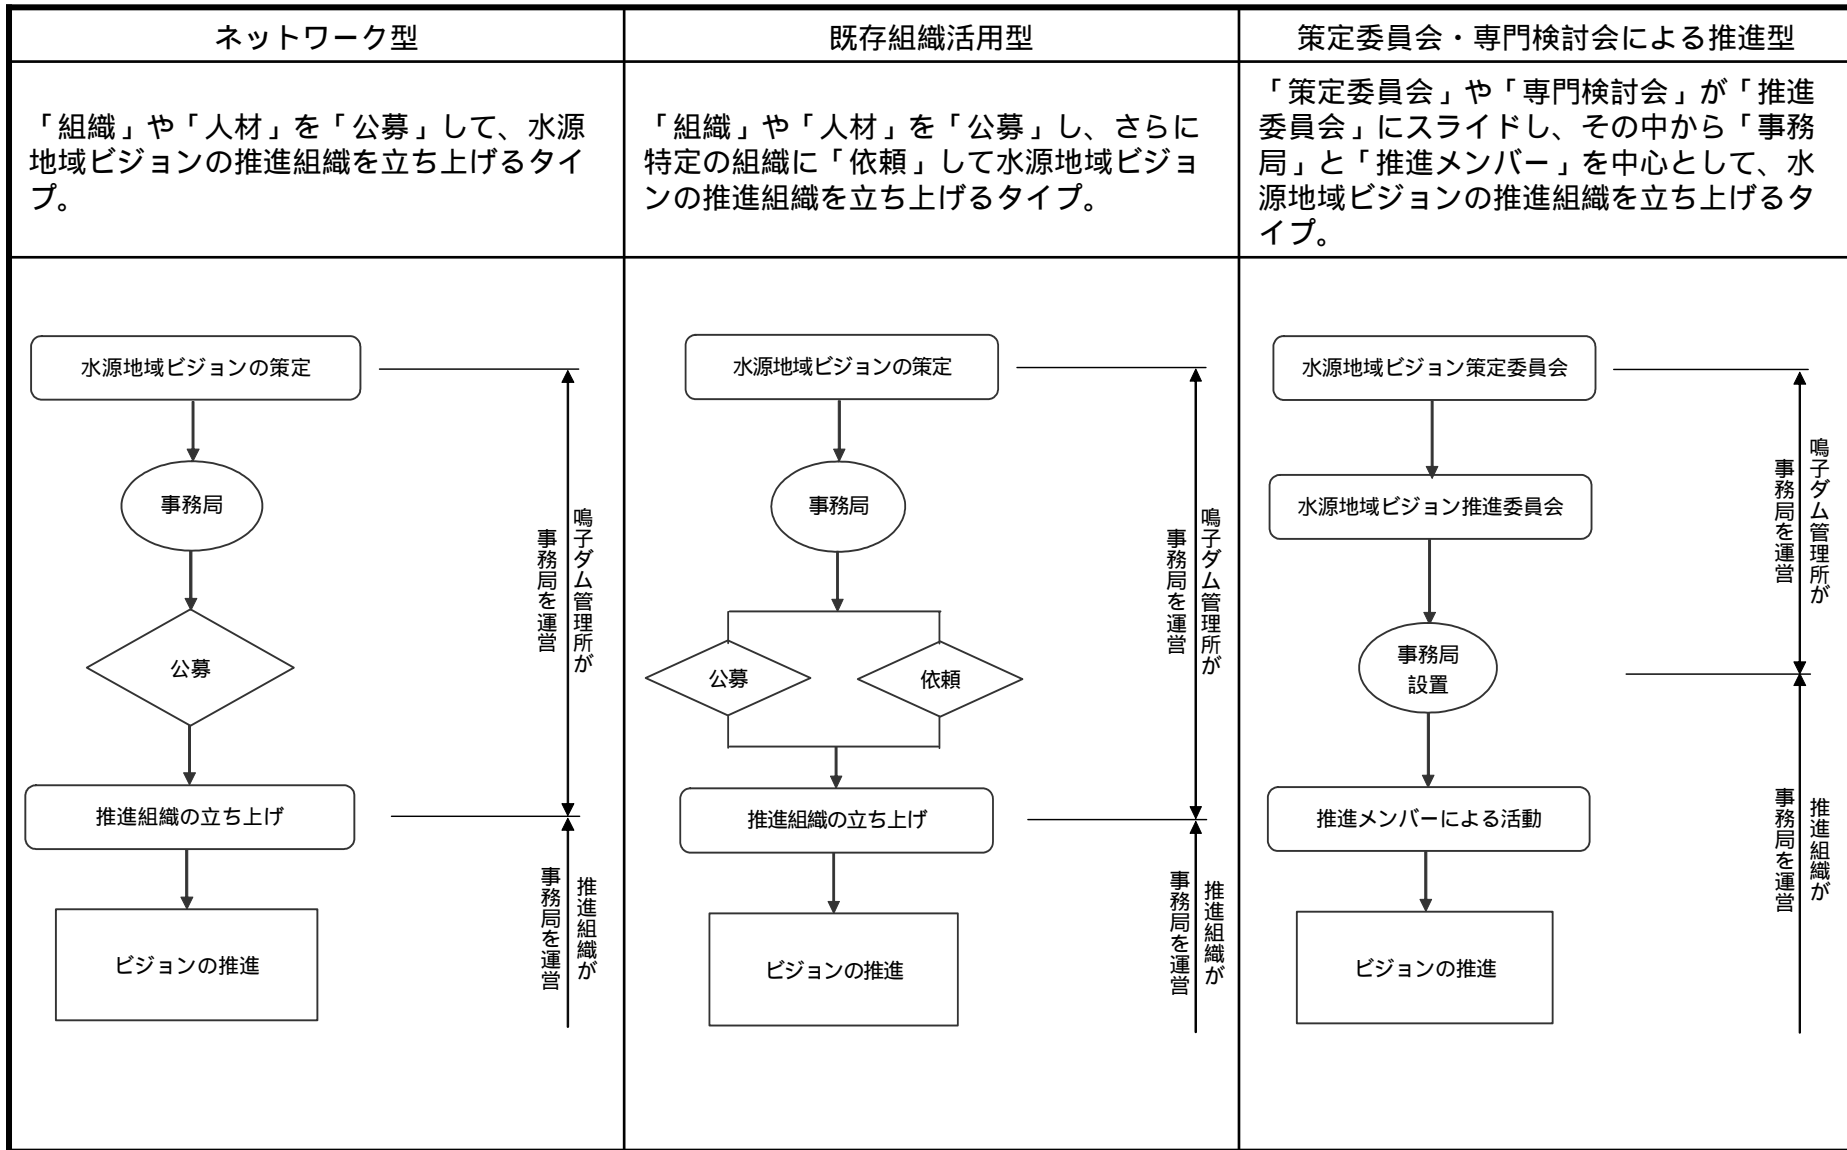 ネットワーク型
既存組織活用型
策定委員会・専門検討会による推進型
「組織」や「人材」を「公募」して、水源
地域ビジョンの推進組織を立ち上げるタイ
プ。
「組織」や「人材」を「公募」し、さらに
特定の組織に「依頼」して水源地域ビジョ
ンの推進組織を立ち上げるタイプ。
「策定委員会」や「専門検討会」が「推進
委員会」にスライドし、その中から「事務
局」と「推進メンバー」を中心として、水
源地域ビジョンの推進組織を立ち上げるタ
イプ。
水源地域ビジョンの策定
事務局
公募
推進組織の立ち上げ
ビジョンの推進
鳴子ダム管理所が
事務局を運営
推進組織が
事務局を運営
水源地域ビジョンの策定
事務局
公募
依頼
推進組織の立ち上げ
ビジョンの推進
鳴子ダム管理所が
事務局を運営
推進組織が
事務局を運営
水源地域ビジョン策定委員会
水源地域ビジョン推進委員会
事務局
設置
推進メンバーによる活動
ビジョンの推進
鳴子ダム管理所が
事務局を運営
推進組織が
事務局を運営